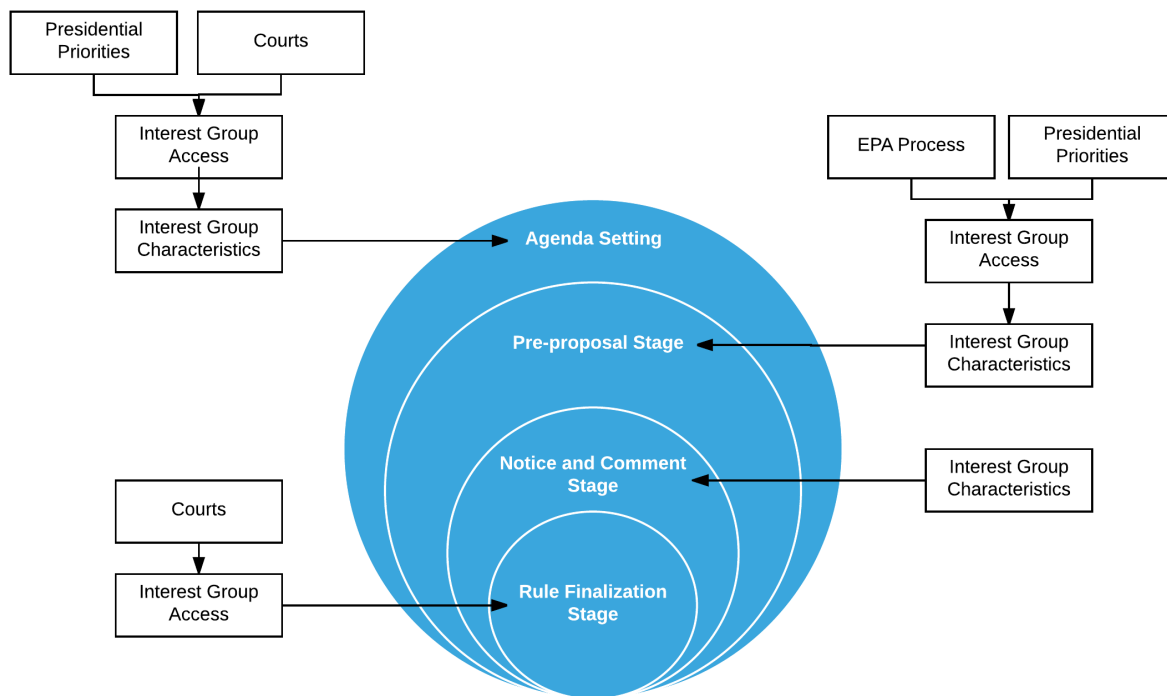 Presidential
Priorities
Courts
Interest Group
Access
EPA Process
Presidential
Priorities
Interest Group
Characteristics
Agenda Setting
Interest Group
Access
Pre-proposal Stage
Interest Group
Characteristics
Notice and Comment
Stage
Interest Group
Characteristics
Courts
Interest Group
Access
Rule Finalization
Stage